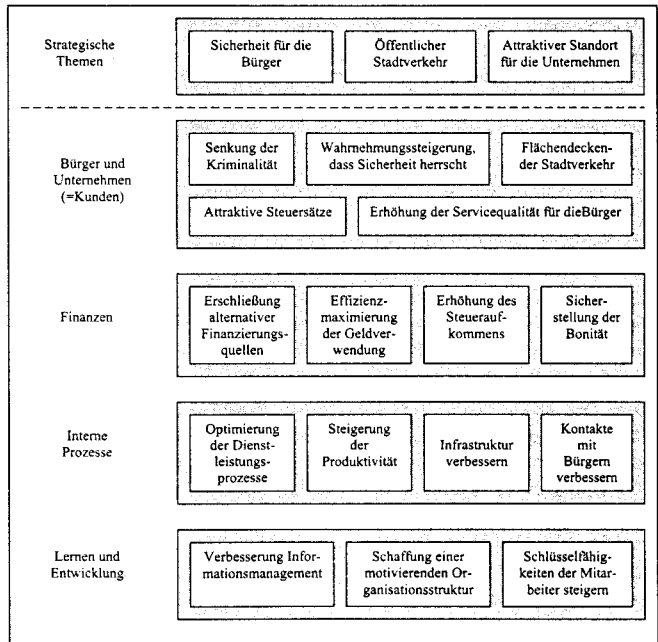 Strategische
Themen
Sicherheit für die
Bürger
Öffentlicher
Stadtverkehr
Attraktiver Standort
für die Unternehmen
Bürger und
Unternehmen
(=Kunden)
Senkung der
Kriminalität
Wahrnehmungssteigerung,
dass Sicherheit herrscht
Flächendecken-
der Stadtverkehr
Attraktive Steuersätze
Erhöhung der Servicequalität für dieBürger
Finanzen
Erschließung
alternativer
Finanzierungs-
quellen
Effizienz-
maximierung
der Geldver-
wendung
Erhöhung des
Steuerauf-
kommens
Sicher-
stellung der
Bonität
Interne
Prozesse
Optimierung
der Dienst-
leistungs-
prozesse
Steigerung
der
Produktivität
Infrastruktur
verbessern
Kontakte
mit
Bürgern
verbessern
Lernen und
Entwicklung
Verbesserung Infor-
mationsmanagement
Schaffung einer
motivierenden Or-
ganisationsstruktur
Schlüsselfähig-
keiten der Mitar-
beiter steigern